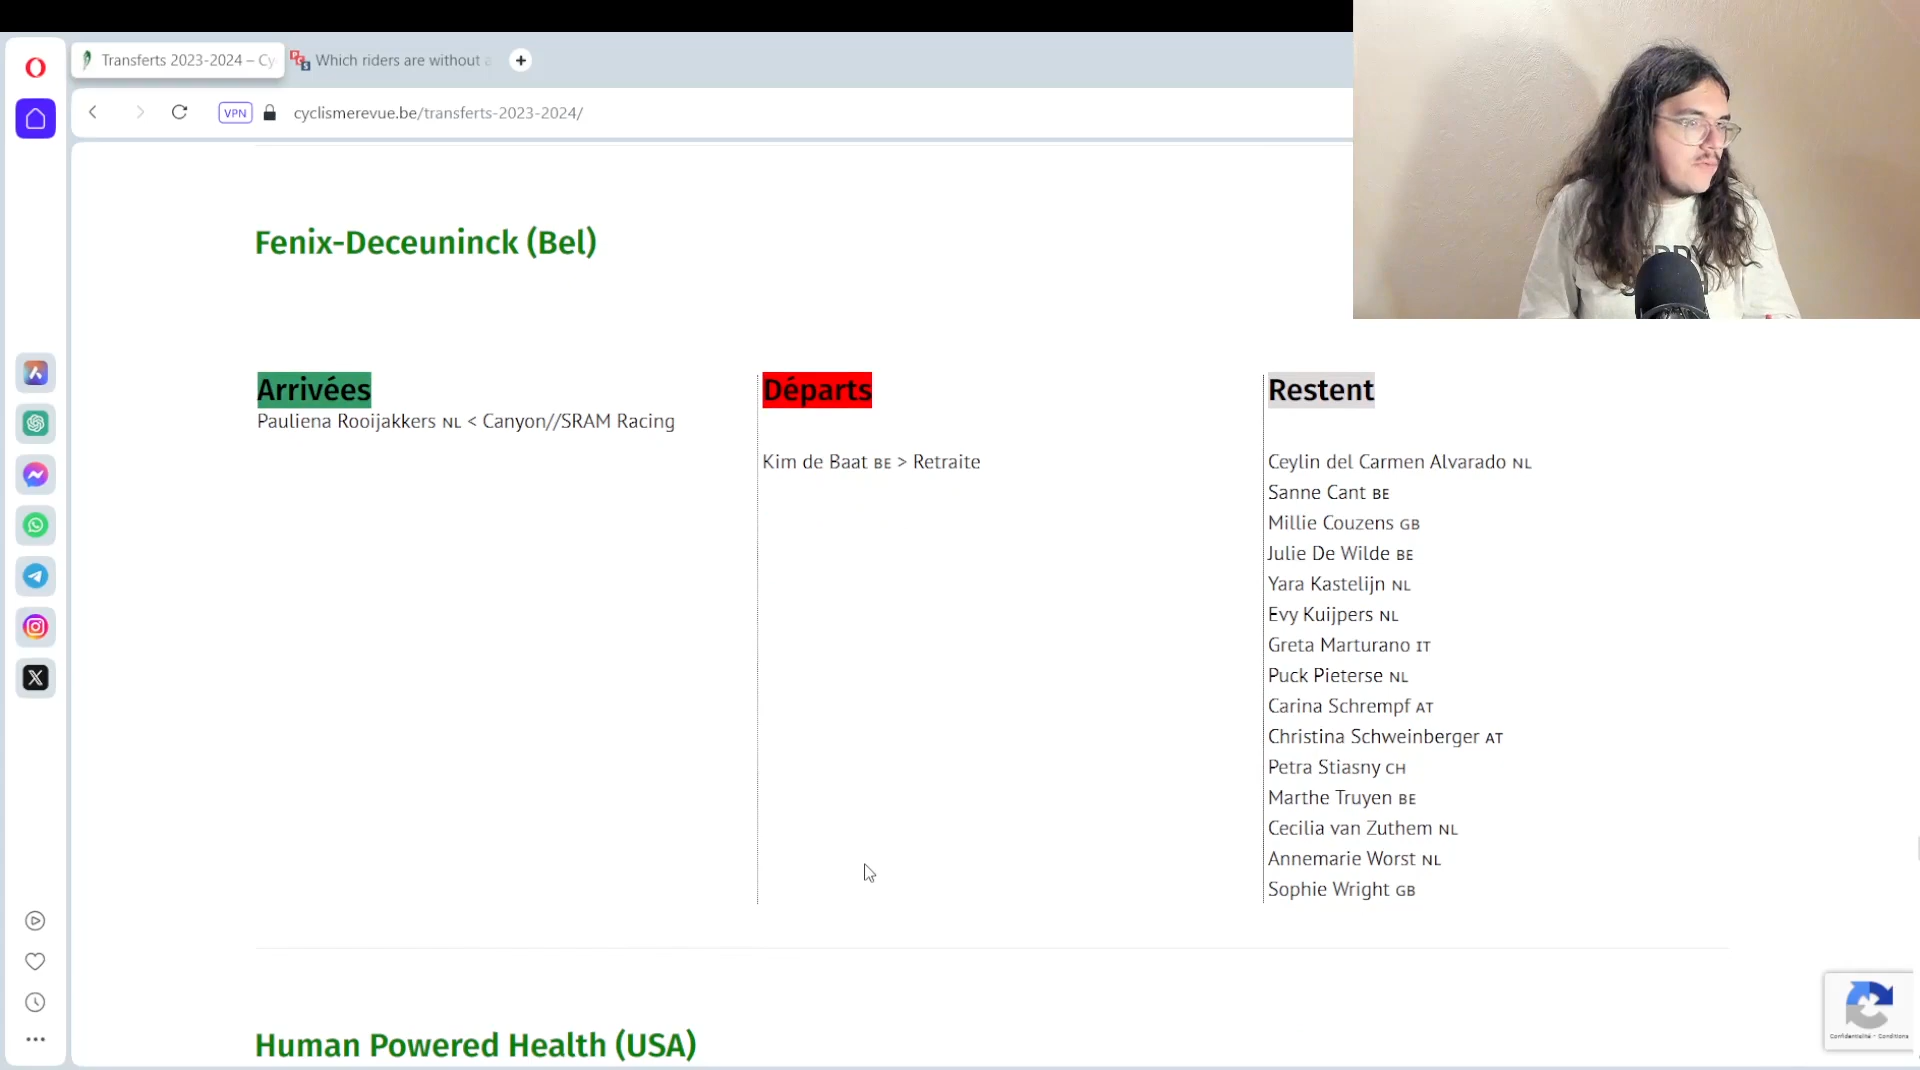 Transferts 2023-2024 – Cy
Which riders are without a
VPN
cyclismerevue.be/transferts-2023-2024/
Fenix-Deceuninck (Bel)
Arrivées
Pauliena Rooijakkers NL < Canyon//SRAM Racing
Départs
Kim de Baat BE > Retraite
Restent
Ceylin del Carmen Alvarado NL
Sanne Cant BE
Millie Couzens GB
Julie De Wilde BE
Yara Kastelijn NL
Evy Kuijpers NL
Greta Marturano IT
Puck Pieterse NL
Carina Schrempf AT
Christina Schweinberger AT
Petra Stiasny CH
Marthe Truyen BE
Cecilia van Zuthem NL
Annemarie Worst NL
Sophie Wright GB
Human Powered Health (USA)
Confidentialité - Conditions